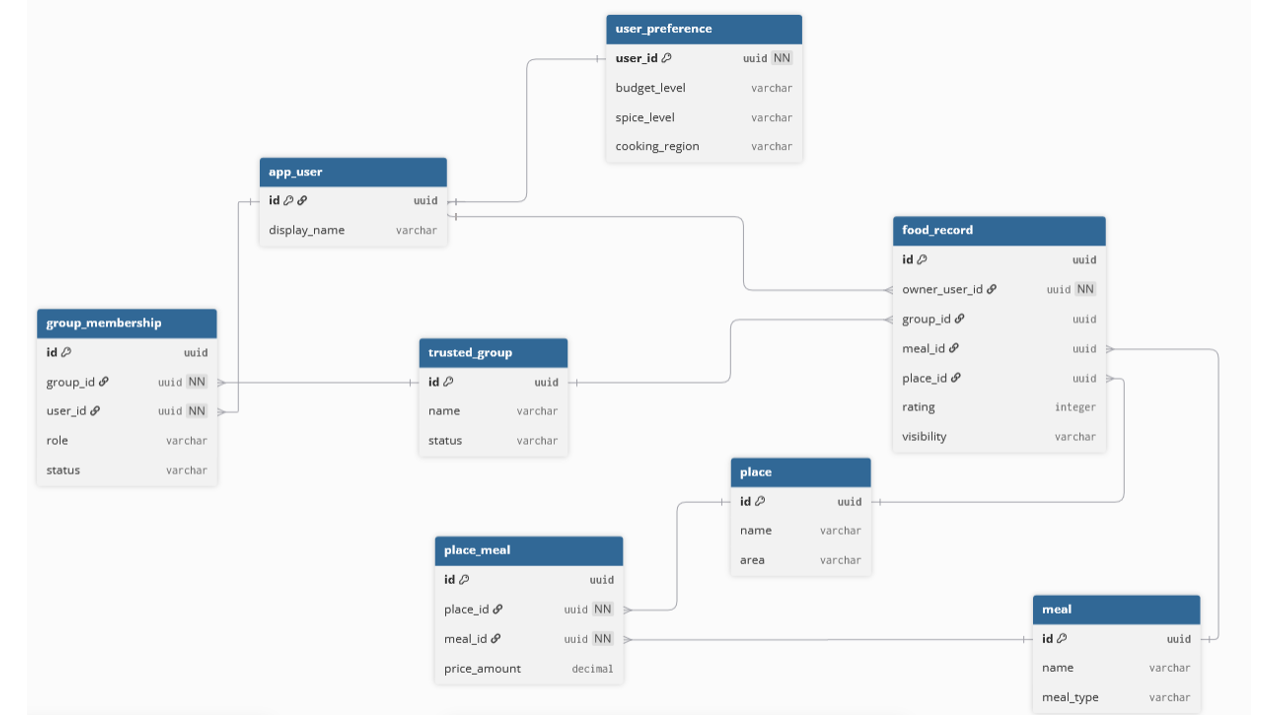 user_preference
user_id uuid NN
budget_level varchar
spice_level varchar
cooking_region varchar
app_user
id uuid
display_name varchar
food_record
id uuid
owner_user_id uuid NN
group_id uuid
meal_id uuid
place_id uuid
rating integer
visibility varchar
group_membership
id uuid
group_id uuid NN
user_id uuid NN
role varchar
status varchar
trusted_group
id uuid
name varchar
status varchar
place
id uuid
name varchar
area varchar
place_meal
id uuid
place_id uuid NN
meal_id uuid NN
price_amount decimal
meal
id uuid
name varchar
meal_type varchar